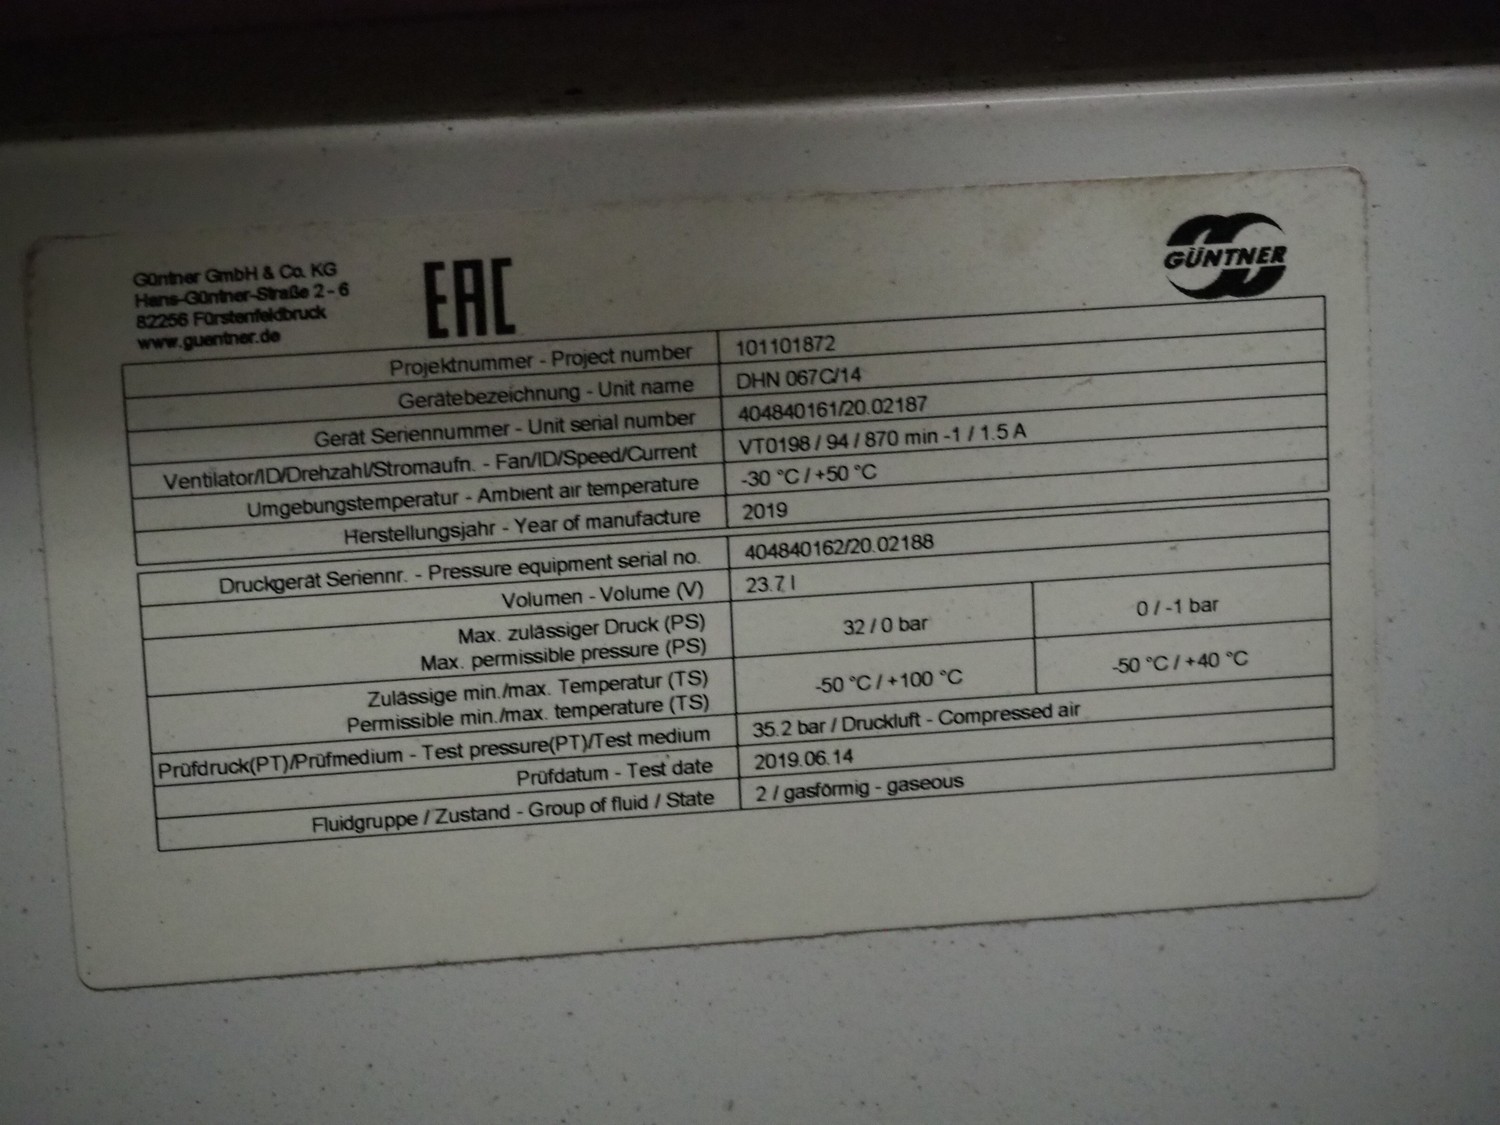 Güntner GmbH & Co. KG
Hans-Güntner-Straße 2 - 6
82256 Fürstenfeldbruck
www.guentner.de
EAC
GÜNTNER
Projektnummer - Project number 101101872
Gerätebezeichnung - Unit name DHN 067C/14
Gerät Seriennummer - Unit serial number 404840161/20.02187
Ventilator/ID/Drehzahl/Stromaufn. - Fan/ID/Speed/Current VT0198 / 94 / 870 min -1 / 1.5 A
Umgebungstemperatur - Ambient air temperature -30 °C / +50 °C
Herstellungsjahr - Year of manufacture 2019
Druckgerät Seriennr. - Pressure equipment serial no. 404840162/20.02188
Volumen - Volume (V) 23.7 l
Max. zulässiger Druck (PS)
Max. permissible pressure (PS) 32 / 0 bar 0 / -1 bar
Zulässige min./max. Temperatur (TS)
Permissible min./max. temperature (TS) -50 °C / +100 °C -50 °C / +40 °C
Prüfdruck(PT)/Prüfmedium - Test pressure(PT)/Test medium 35.2 bar / Druckluft - Compressed air
Prüfdatum - Test date 2019.06.14
Fluidgruppe / Zustand - Group of fluid / State 2 / gasförmig - gaseous